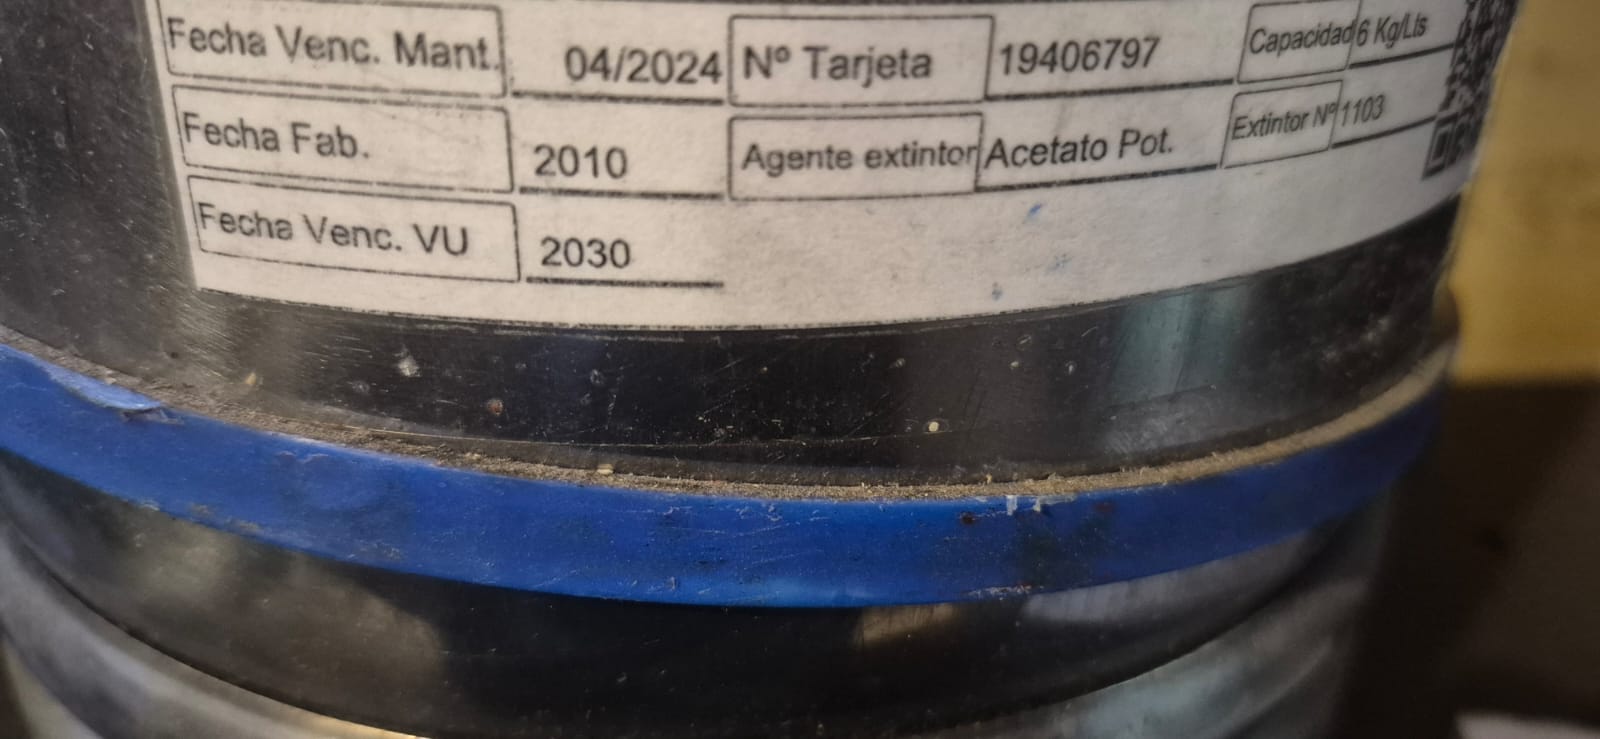 Fecha Venc. Mant. 04/2024 Nº Tarjeta 19406797 Capacidad 6 Kg/Lts
Fecha Fab. 2010 Agente extintor Acetato Pot. Extintor Nº 1103
Fecha Venc. VU 2030